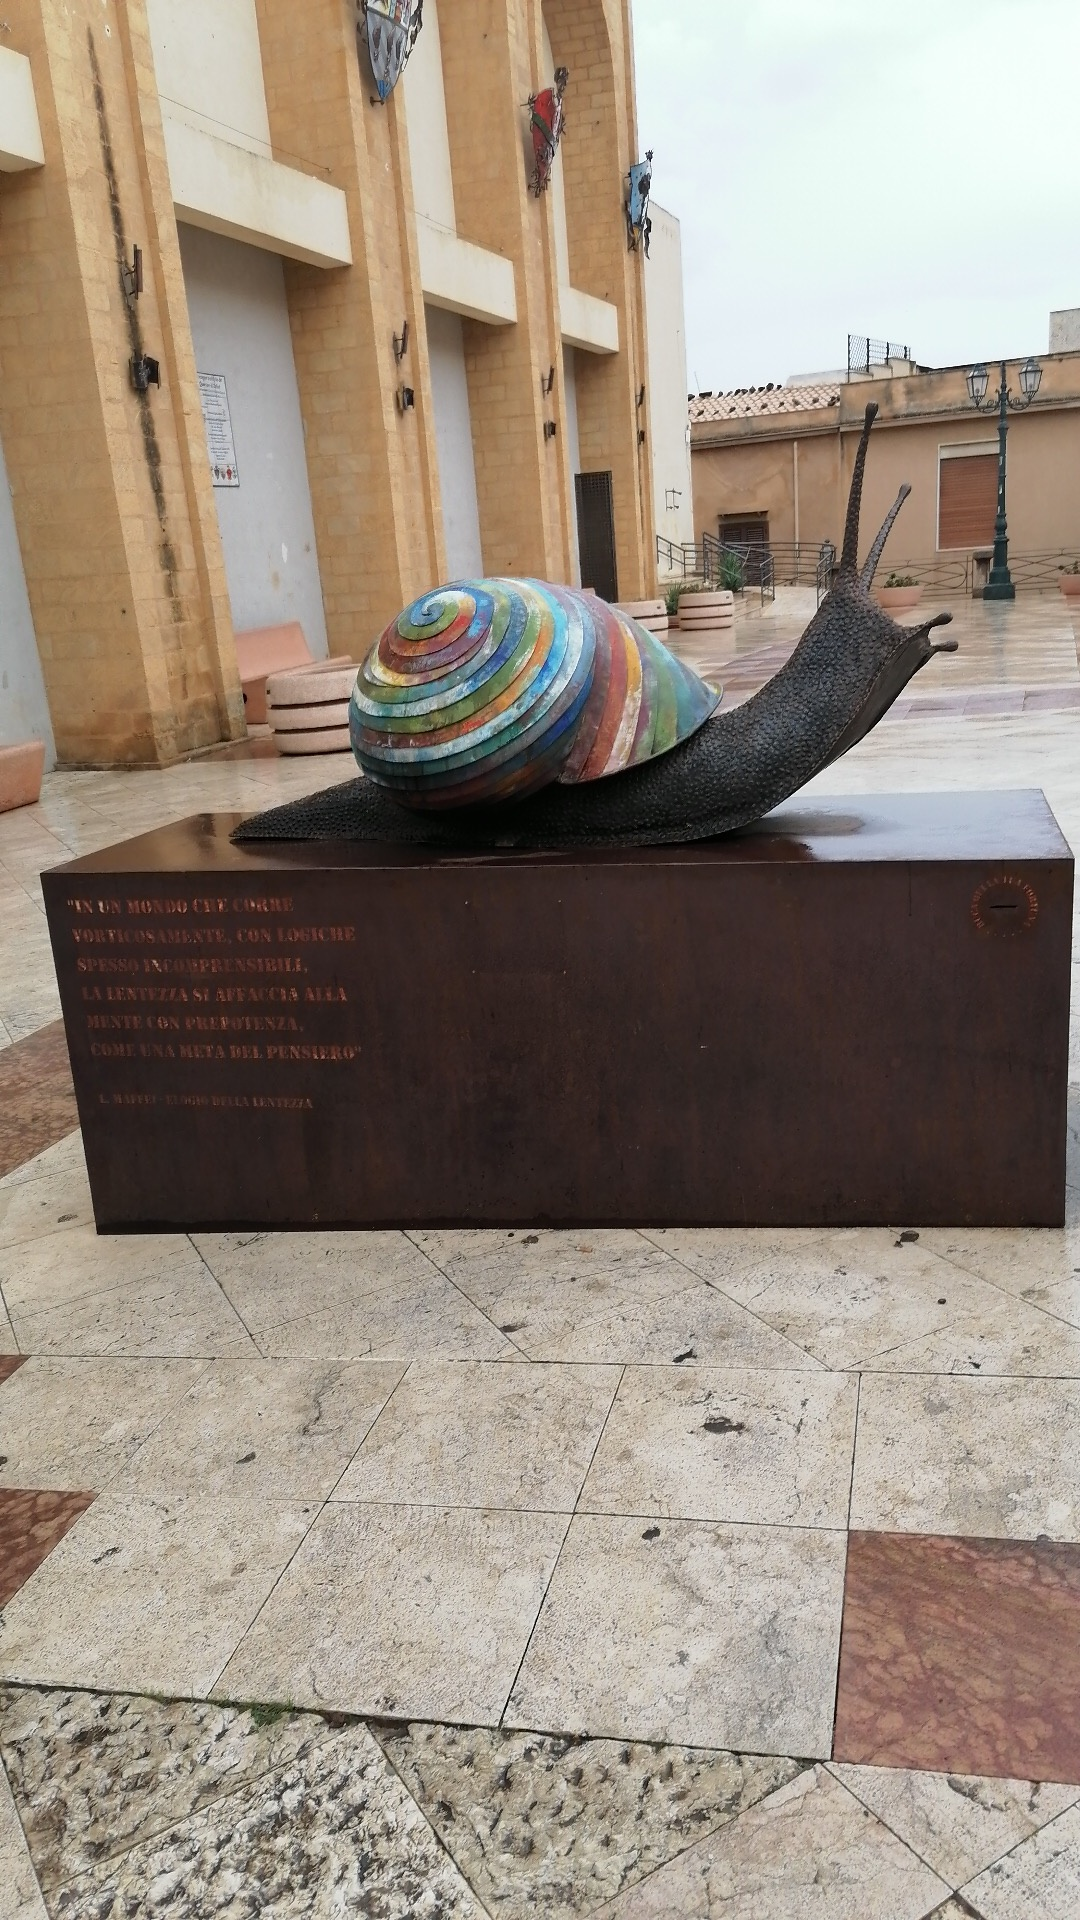 "IN UN MONDO CHE CORRE
VORTICOSAMENTE, CON LOGICHE
SPESSO INCOMPRENSIBILI,
LA LENTEZZA SI AFFACCIA ALLA
MENTE CON PREPOTENZA,
COME UNA META DEL PENSIERO"
L. MAFFEI - ELOGIO DELLA LENTEZZA